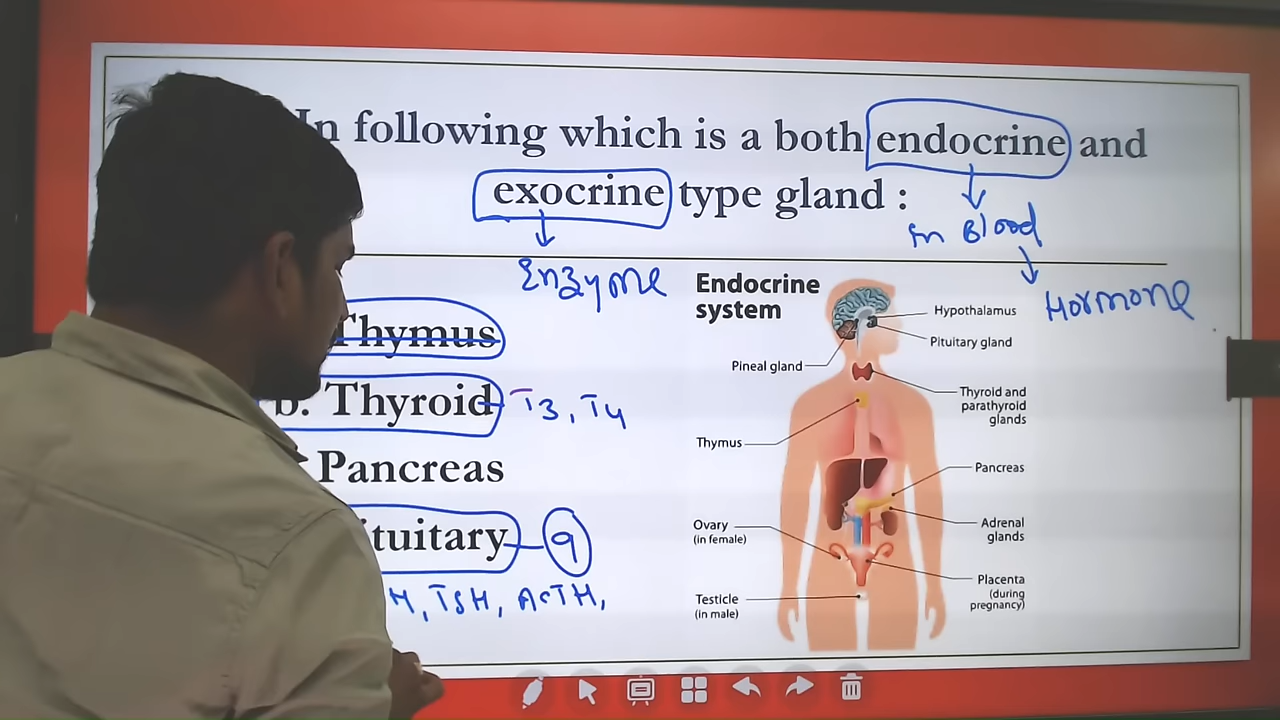 In following which is a both endocrine and
exocrine type gland :
In Blood
Hormone
Enzyme
Thymus
b. Thyroid T3, T4
Pancreas
tuitary 9
H, TSH, ACTH,
Endocrine
system
Hypothalamus
Pituitary gland
Pineal gland
Thyroid and
parathyroid
glands
Thymus
Pancreas
Ovary
(in female)
Adrenal
glands
Placenta
(during
pregnancy)
Testicle
(in male)